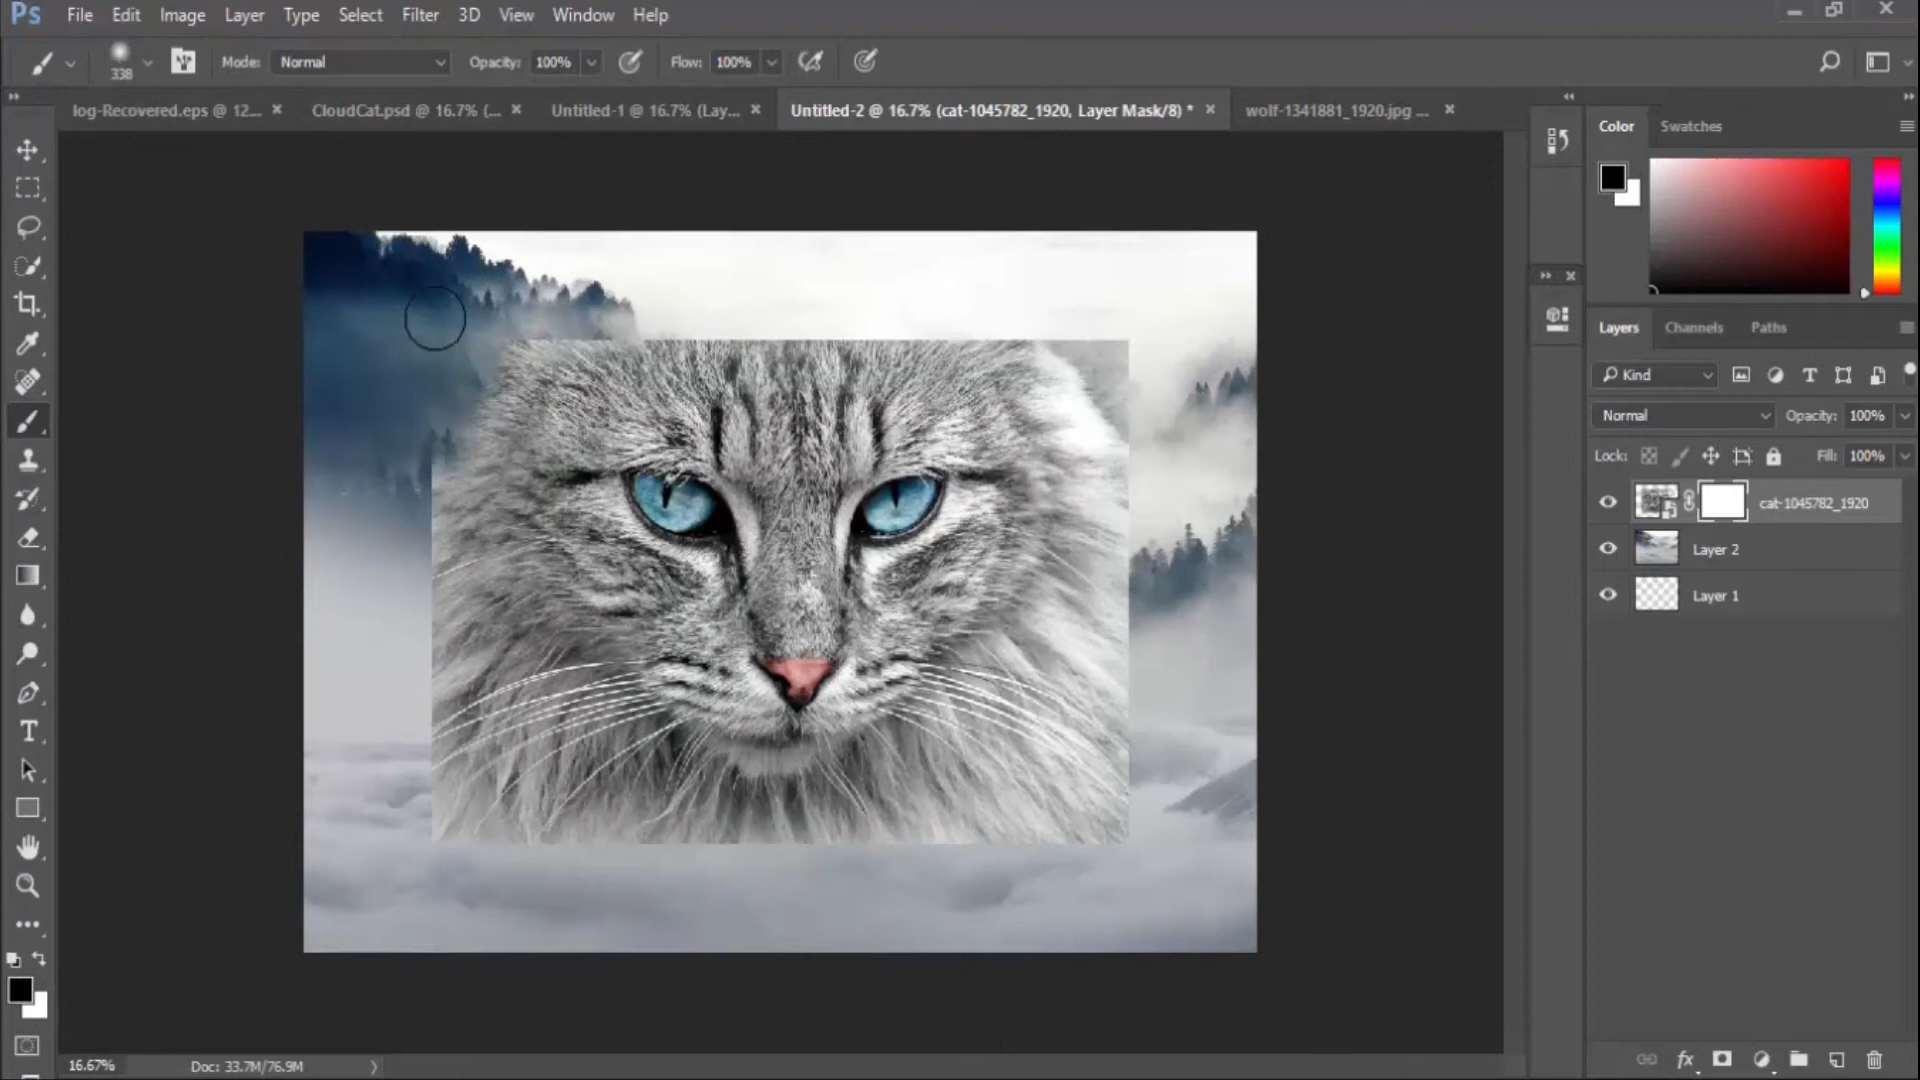 Ps File Edit Image Layer Type Select Filter 3D View Window Help
338 Mode: Normal Opacity: 100% Flow: 100%
log-Recovered.eps @ 12... × CloudCat.psd @ 16.7% (... × Untitled-1 @ 16.7% (Lay... × Untitled-2 @ 16.7% (cat-1045782_1920, Layer Mask/8) * × wolf-1341881_1920.jpg ... ×
Color Swatches
Layers Channels Paths
Kind
Normal Opacity: 100%
Lock: Fill: 100%
cat-1045782_1920
Layer 2
Layer 1
16.67% Doc: 33.7M/76.9M